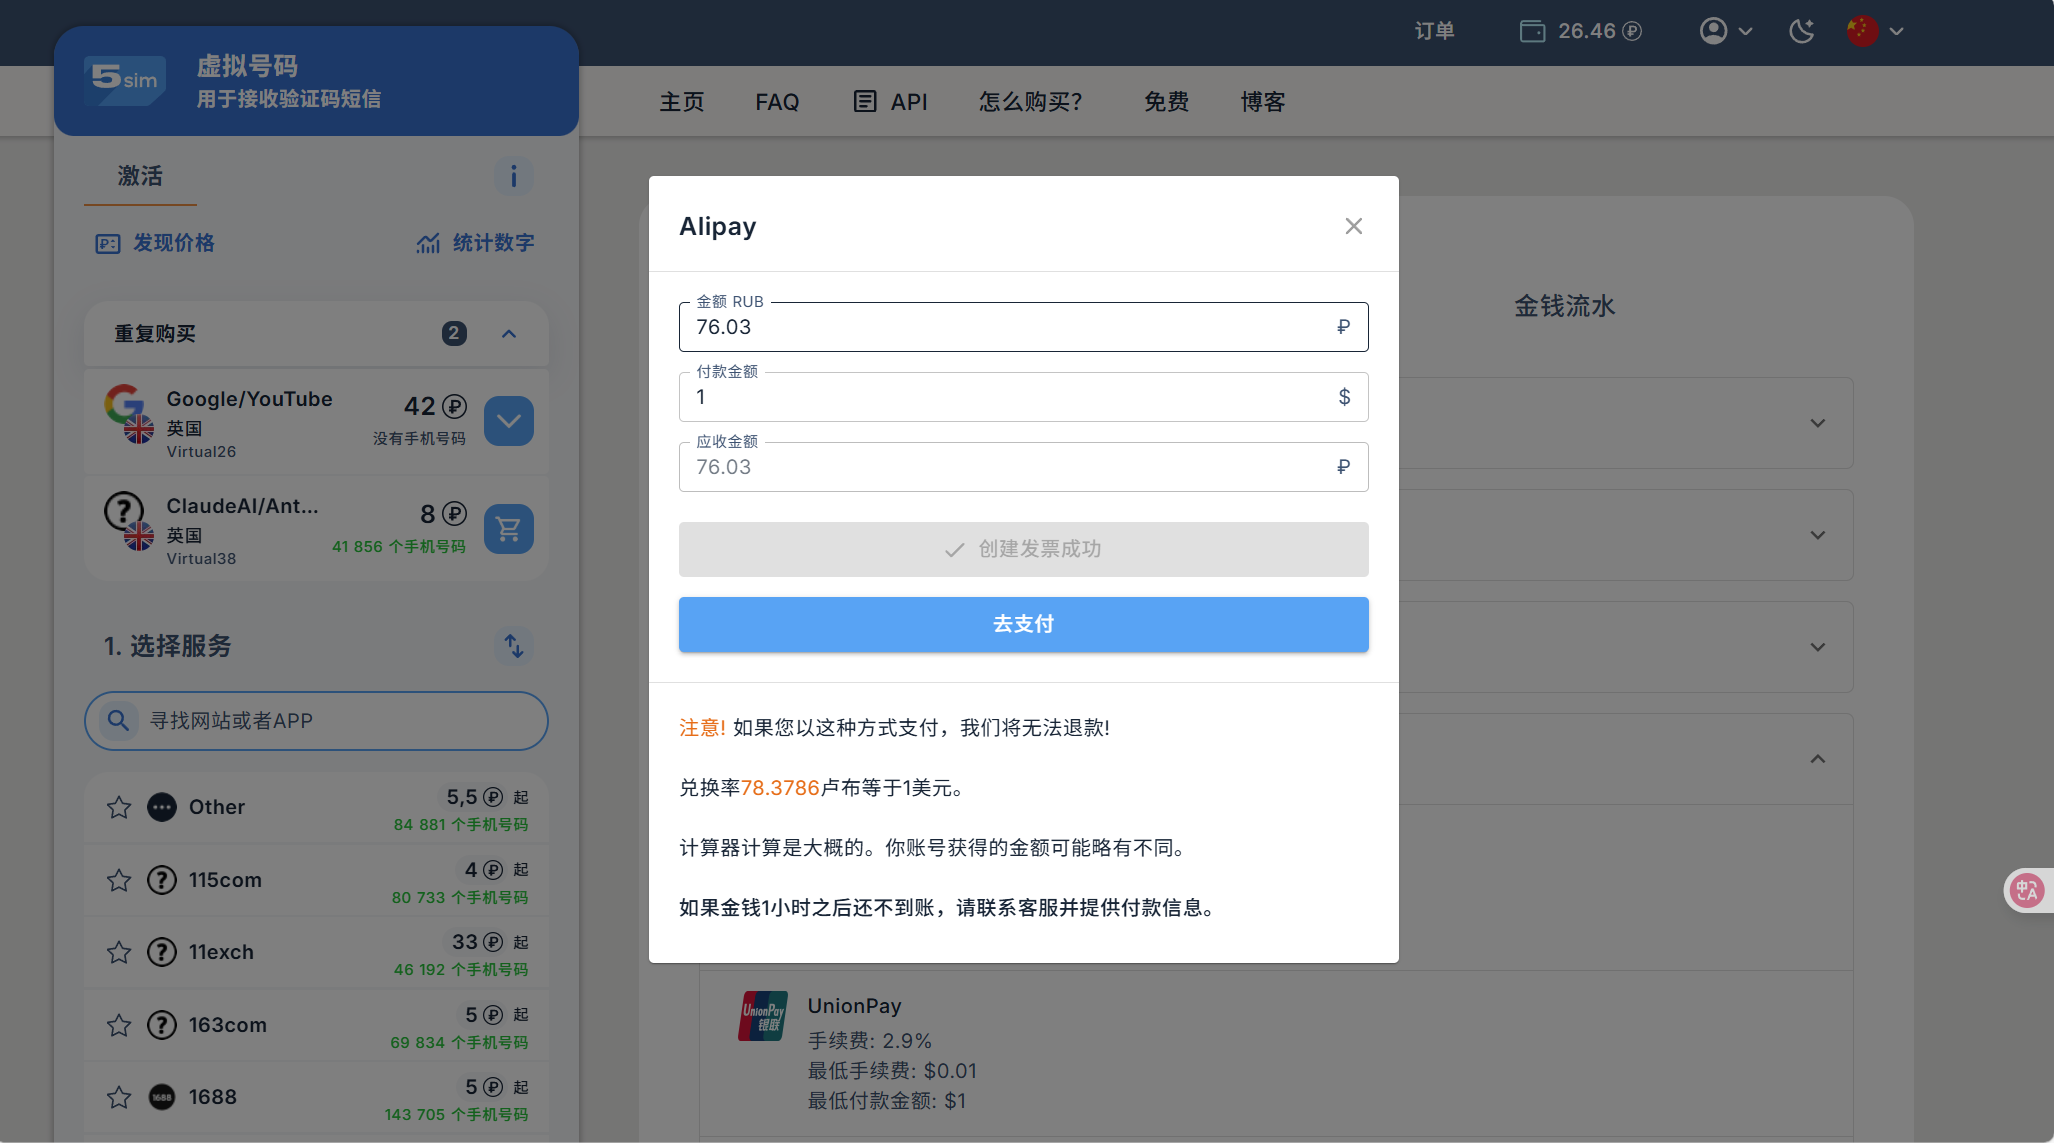 5sim
虚拟号码
用于接收验证码短信
订单
26.46 ₽
主页
FAQ
API
怎么购买?
免费
博客
激活
i
发现价格
统计数字
重复购买
2
Google/YouTube
英国
Virtual26
42 ₽
没有手机号码
ClaudeAI/Ant...
英国
Virtual38
8 ₽
41 856 个手机号码
1. 选择服务
寻找网站或者APP
Other
5,5 ₽ 起
84 881 个手机号码
115com
4 ₽ 起
80 733 个手机号码
11exch
33 ₽ 起
46 192 个手机号码
163com
5 ₽ 起
69 834 个手机号码
1688
1688
5 ₽ 起
143 705 个手机号码
Alipay
金额 RUB
76.03 ₽
付款金额
1 $
应收金额
76.03 ₽
创建发票成功
去支付
注意! 如果您以这种方式支付，我们将无法退款!
兑换率78.3786卢布等于1美元。
计算器计算是大概的。你账号获得的金额可能略有不同。
如果金钱1小时之后还不到账，请联系客服并提供付款信息。
金钱流水
UnionPay
银联
UnionPay
手续费: 2.9%
最低手续费: $0.01
最低付款金额: $1
中
A